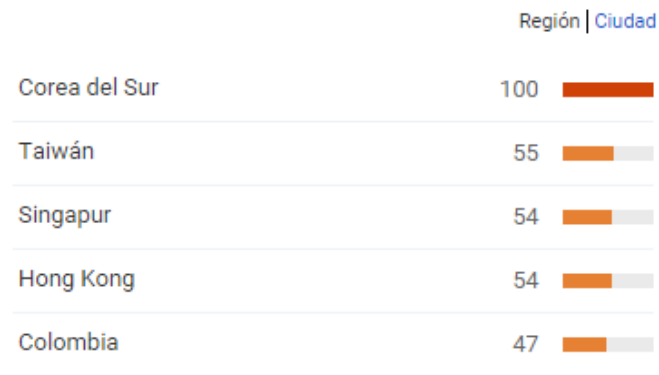 Región | Ciudad
Corea del Sur 100
Taiwán 55
Singapur 54
Hong Kong 54
Colombia 47